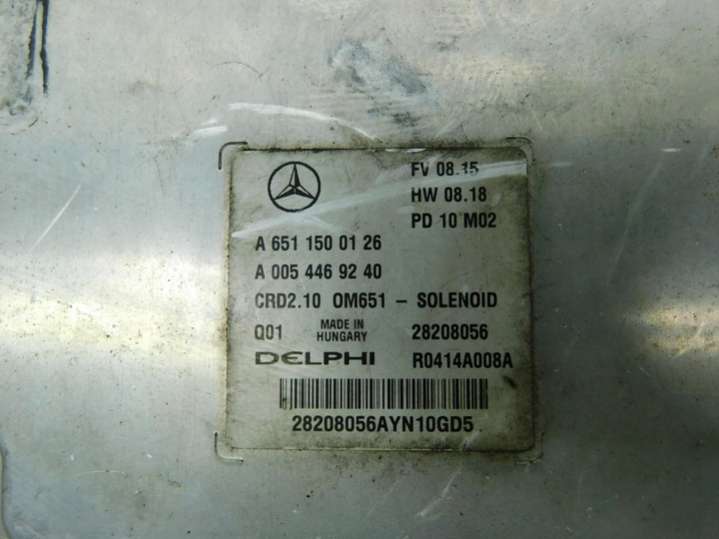 FV 08.15
HW 08.18
PD 10 M02
A 651 150 01 26
A 005 446 92 40
CRD2.10 OM651 – SOLENOID
Q01 MADE IN HUNGARY 28208056
DELPHI R0414A008A
28208056AYN10GD5